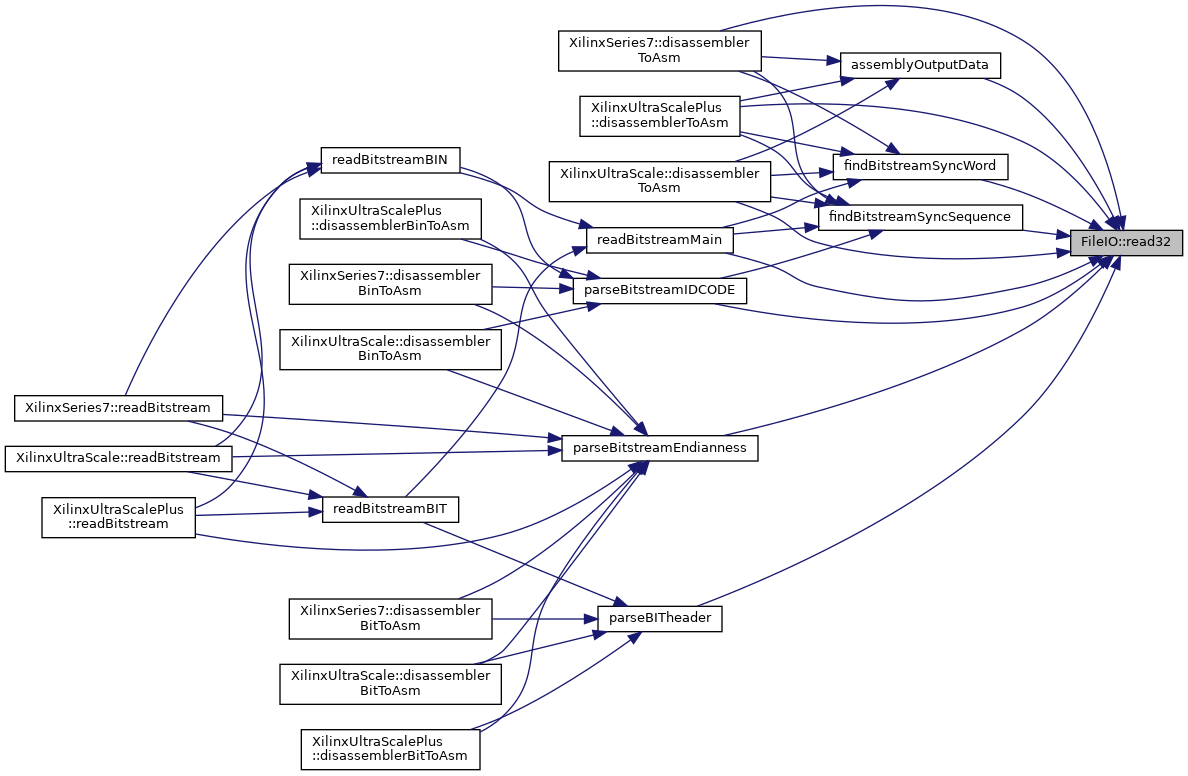 XilinxSeries7::disassembler
ToAsm
assemblyOutputData
XilinxUltraScalePlus
::disassemblerToAsm
readBitstreamBIN
findBitstreamSyncWord
XilinxUltraScale::disassembler
ToAsm
XilinxUltraScalePlus
::disassemblerBinToAsm
findBitstreamSyncSequence
readBitstreamMain
FileIO::read32
XilinxSeries7::disassembler
BinToAsm
parseBitstreamIDCODE
XilinxUltraScale::disassembler
BinToAsm
XilinxSeries7::readBitstream
parseBitstreamEndianness
XilinxUltraScale::readBitstream
XilinxUltraScalePlus
::readBitstream
readBitstreamBIT
XilinxSeries7::disassembler
BitToAsm
parseBITheader
XilinxUltraScale::disassembler
BitToAsm
XilinxUltraScalePlus
::disassemblerBitToAsm